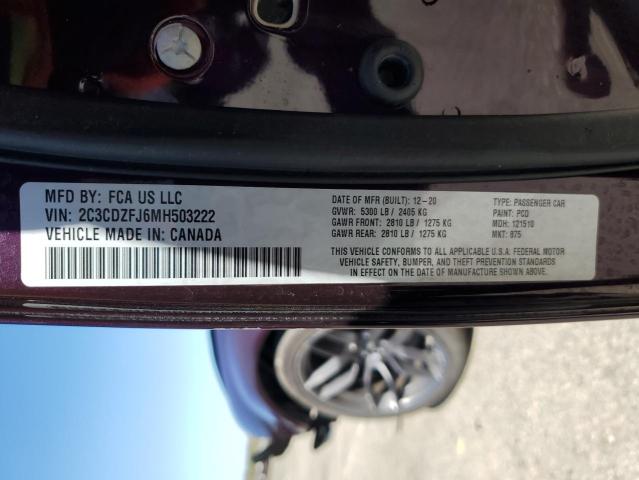 MFD BY: FCA US LLC
VIN: 2C3CDZFJ6MH503222
VEHICLE MADE IN: CANADA
DATE OF MFR (BUILT): 12-20
GVWR: 5300 LB / 2405 KG
GAWR FRONT: 2810 LB / 1275 KG
GAWR REAR: 2810 LB / 1275 KG
TYPE: PASSENGER CAR
PAINT: PCD
MDH: 121510
MKT: 875
THIS VEHICLE CONFORMS TO ALL APPLICABLE U.S.A. FEDERAL MOTOR
VEHICLE SAFETY, BUMPER, AND THEFT PREVENTION STANDARDS
IN EFFECT ON THE DATE OF MANUFACTURE SHOWN ABOVE.